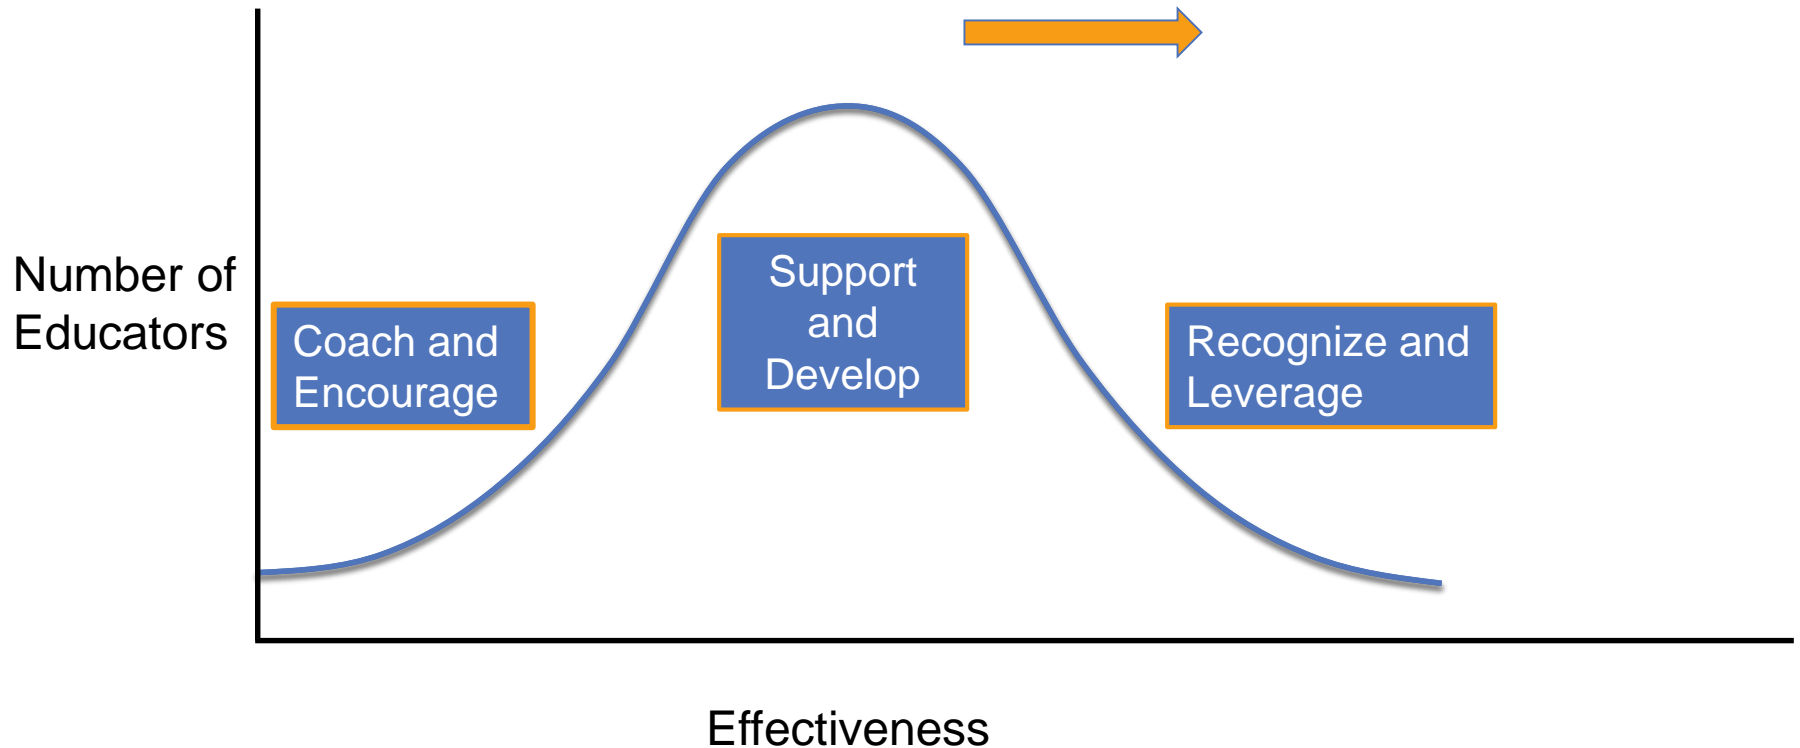 Number of
Educators
Coach and
Encourage
Support
and
Develop
Recognize and
Leverage
Effectiveness